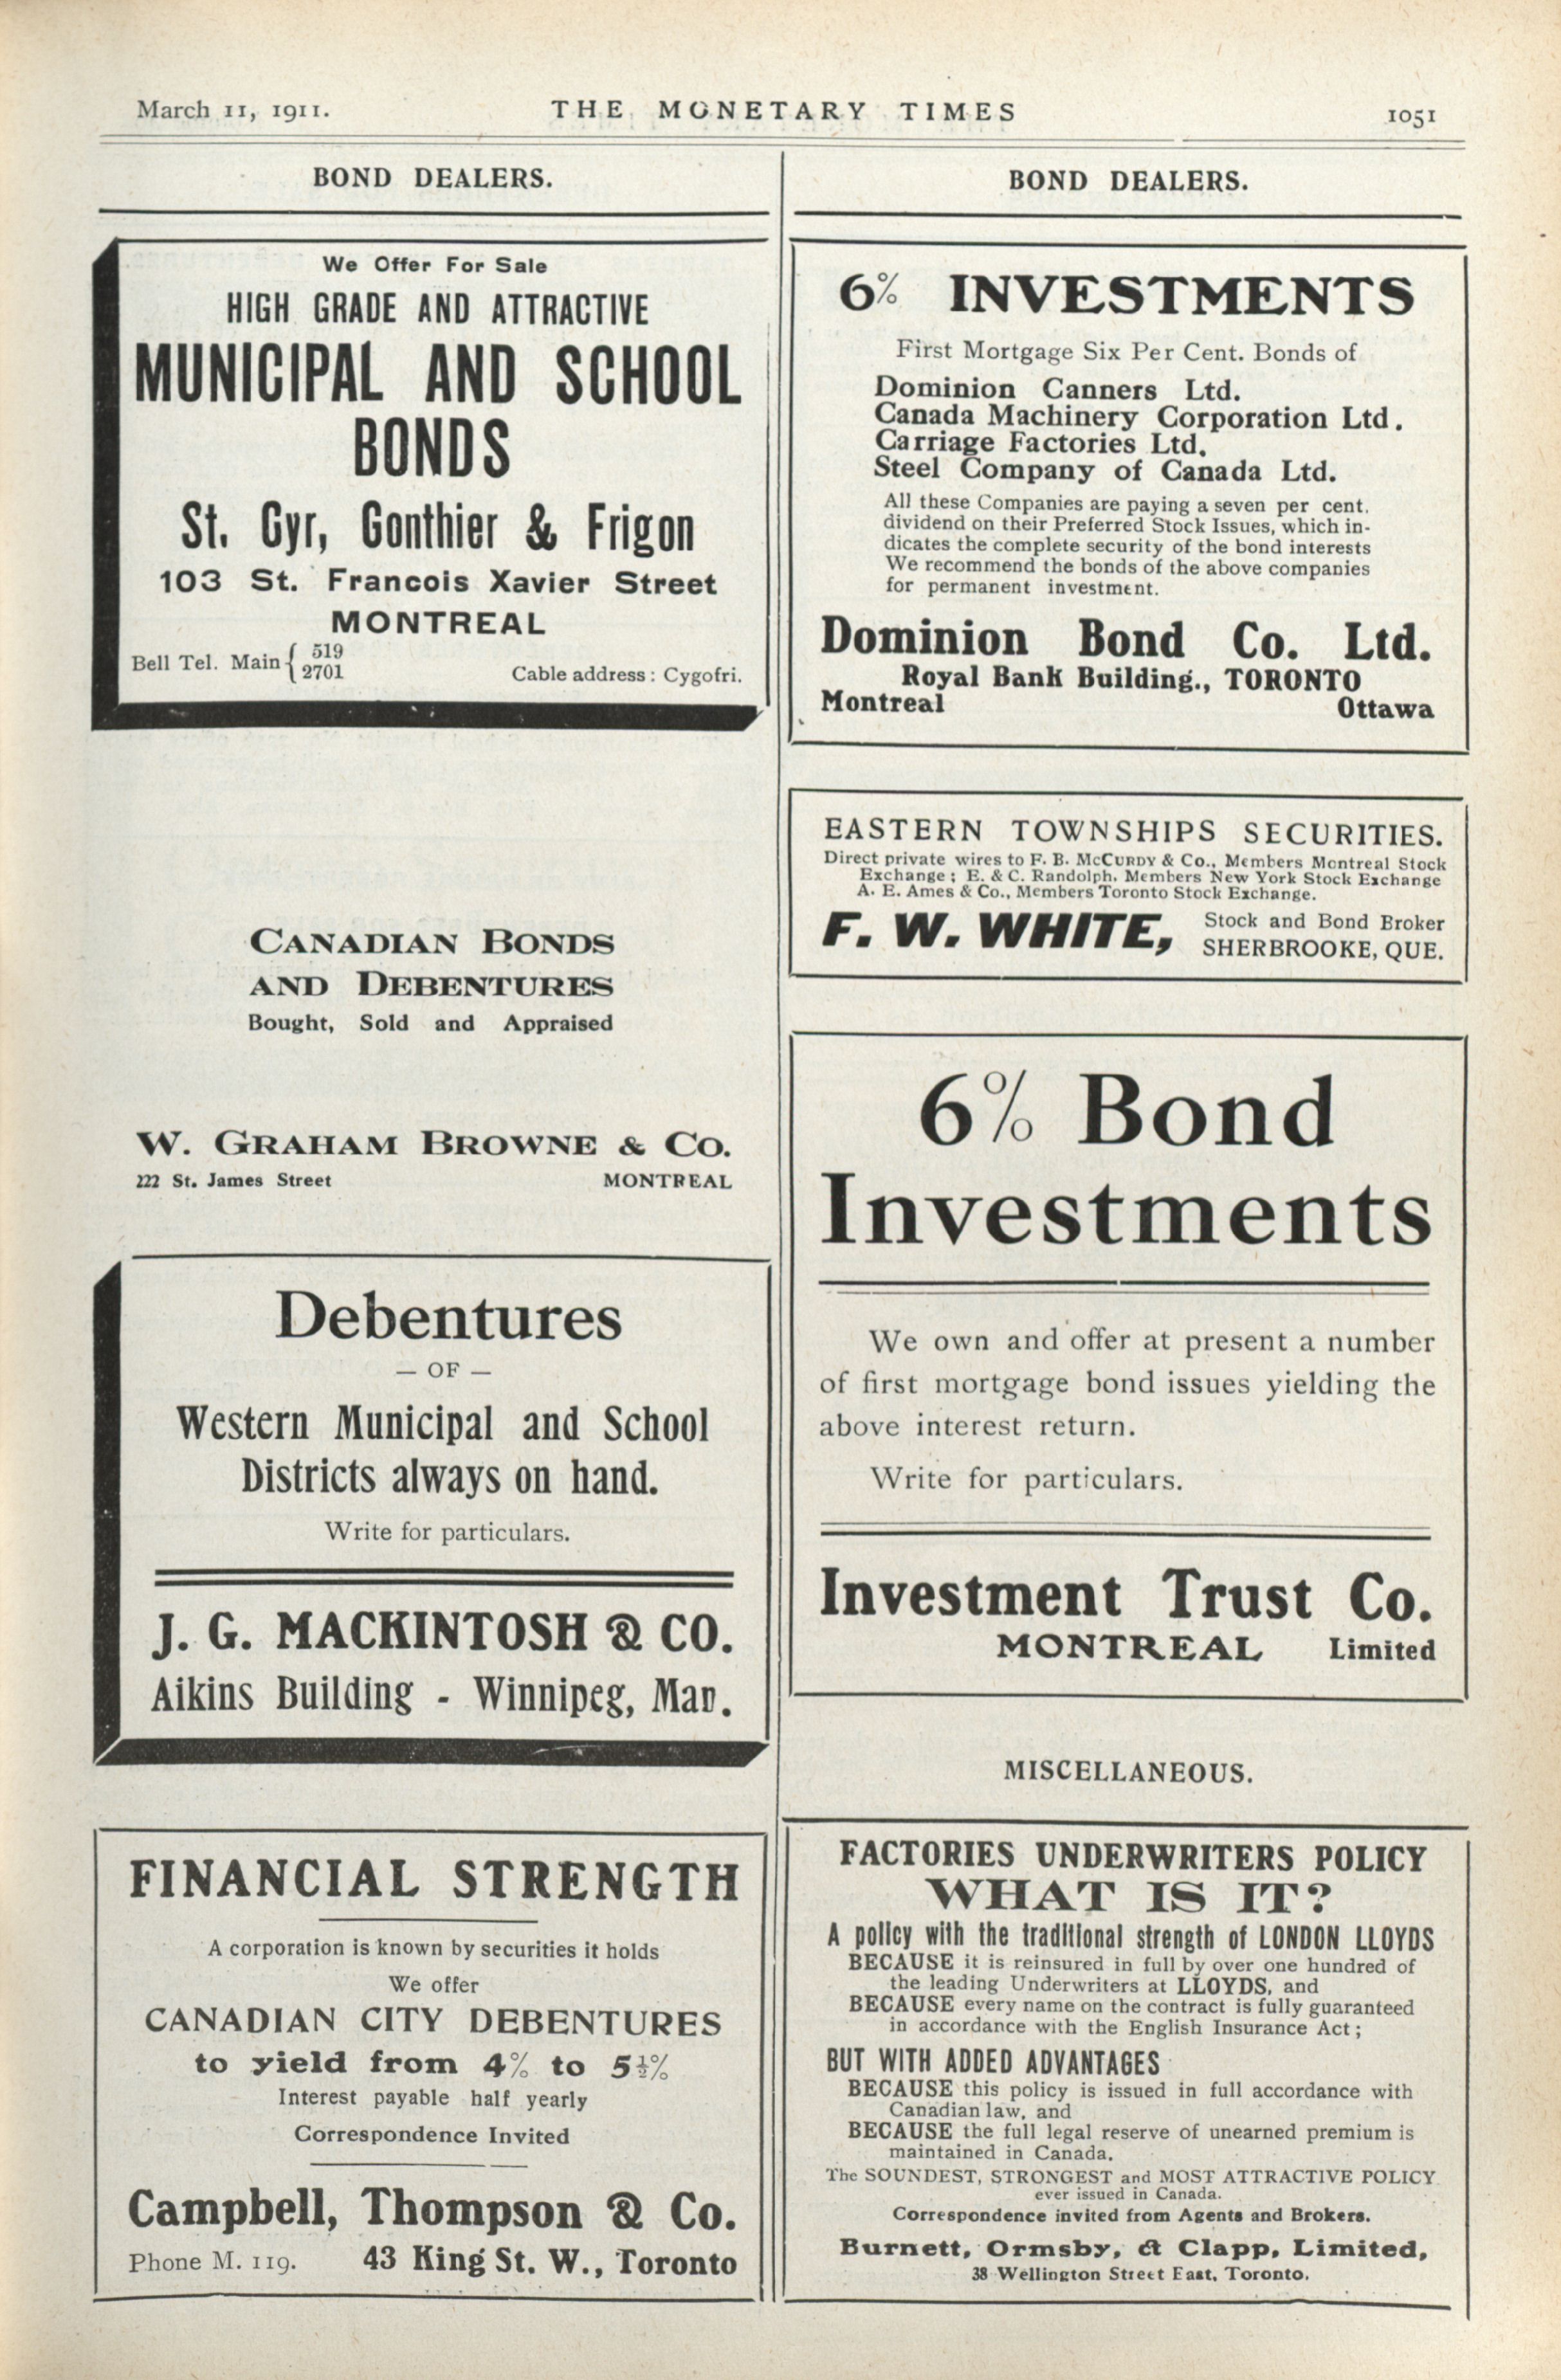 March 11, 1911.
THE MONETARY TIMES
1051
BOND DEALERS.
We Offer For Sale
HIGH GRADE AND ATTRACTIVE
MUNICIPAL AND SCHOOL
BONDS
St. Cyr, Gonthier & Frigon
103 St. Francois Xavier Street
MONTREAL
Bell Tel. Main { 519
2701
Cable address: Cygofri.
CANADIAN BONDS
AND DEBENTURES
Bought, Sold and Appraised
W. GRAHAM BROWNE & CO.
222 St. James Street MONTREAL
Debentures
— OF —
Western Municipal and School
Districts always on hand.
Write for particulars.
J. G. MACKINTOSH & CO.
Aikins Building - Winnipeg, Man.
FINANCIAL STRENGTH
A corporation is known by securities it holds
We offer
CANADIAN CITY DEBENTURES
to yield from 4% to 5½%
Interest payable half yearly
Correspondence Invited
Campbell, Thompson & Co.
Phone M. 119. 43 King St. W., Toronto
BOND DEALERS.
6% INVESTMENTS
First Mortgage Six Per Cent. Bonds of
Dominion Canners Ltd.
Canada Machinery Corporation Ltd.
Carriage Factories Ltd.
Steel Company of Canada Ltd.
All these Companies are paying a seven per cent.
dividend on their Preferred Stock Issues, which in-
dicates the complete security of the bond interests
We recommend the bonds of the above companies
for permanent investment.
Dominion Bond Co. Ltd.
Royal Bank Building., TORONTO
Montreal Ottawa
EASTERN TOWNSHIPS SECURITIES.
Direct private wires to F. B. McCURDY & Co., Members Montreal Stock
Exchange; E. & C. Randolph, Members New York Stock Exchange
A. E. Ames & Co., Members Toronto Stock Exchange.
F. W. WHITE, Stock and Bond Broker
SHERBROOKE, QUE.
6% Bond
Investments
We own and offer at present a number
of first mortgage bond issues yielding the
above interest return.
Write for particulars.
Investment Trust Co.
MONTREAL Limited
MISCELLANEOUS.
FACTORIES UNDERWRITERS POLICY
WHAT IS IT?
A policy with the traditional strength of LONDON LLOYDS
BECAUSE it is reinsured in full by over one hundred of
the leading Underwriters at LLOYDS, and
BECAUSE every name on the contract is fully guaranteed
in accordance with the English Insurance Act;
BUT WITH ADDED ADVANTAGES
BECAUSE this policy is issued in full accordance with
Canadian law, and
BECAUSE the full legal reserve of unearned premium is
maintained in Canada.
The SOUNDEST, STRONGEST and MOST ATTRACTIVE POLICY
ever issued in Canada.
Correspondence invited from Agents and Brokers.
Burnett, Ormsby, & Clapp, Limited,
38 Wellington Street East, Toronto.